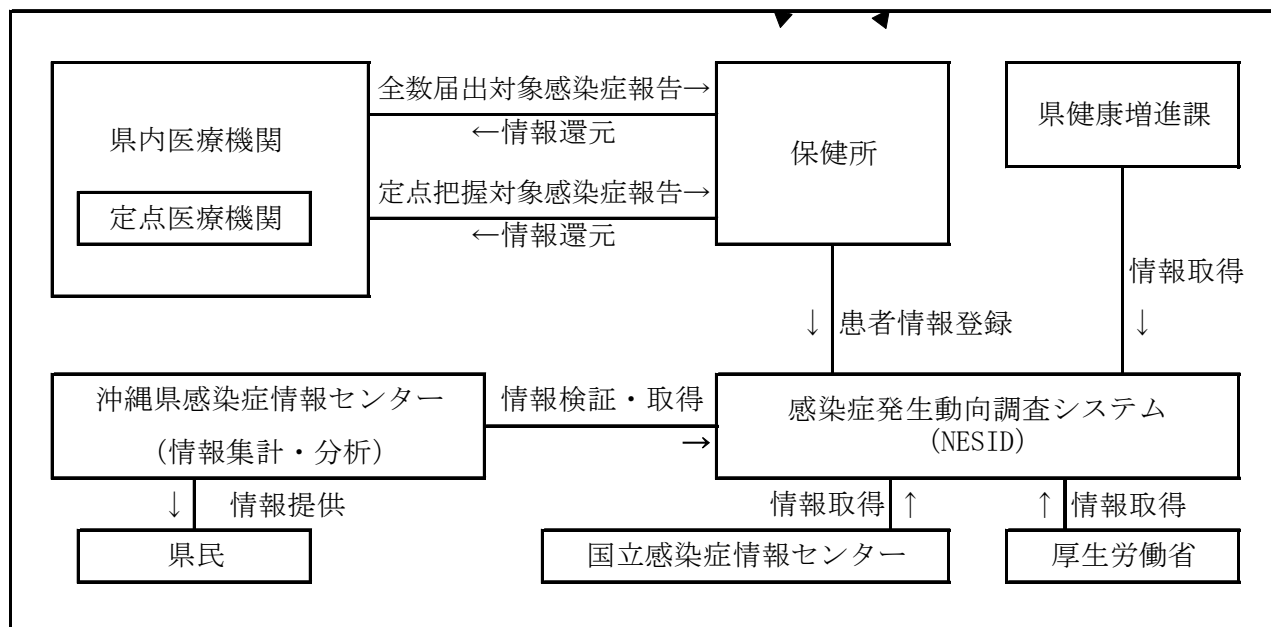 全数届出対象感染症報告→
県内医療機関
←情報還元
保健所
県健康増進課
定点把握対象感染症報告→
定点医療機関
←情報還元
情報取得
↓ 患者情報登録
↓
沖縄県感染症情報センター
(情報集計・分析)
情報検証・取得
→
感染症発生動向調査システム
(NESID)
↓ 情報提供
情報取得 ↑
↑ 情報取得
県民
国立感染症情報センター
厚生労働省